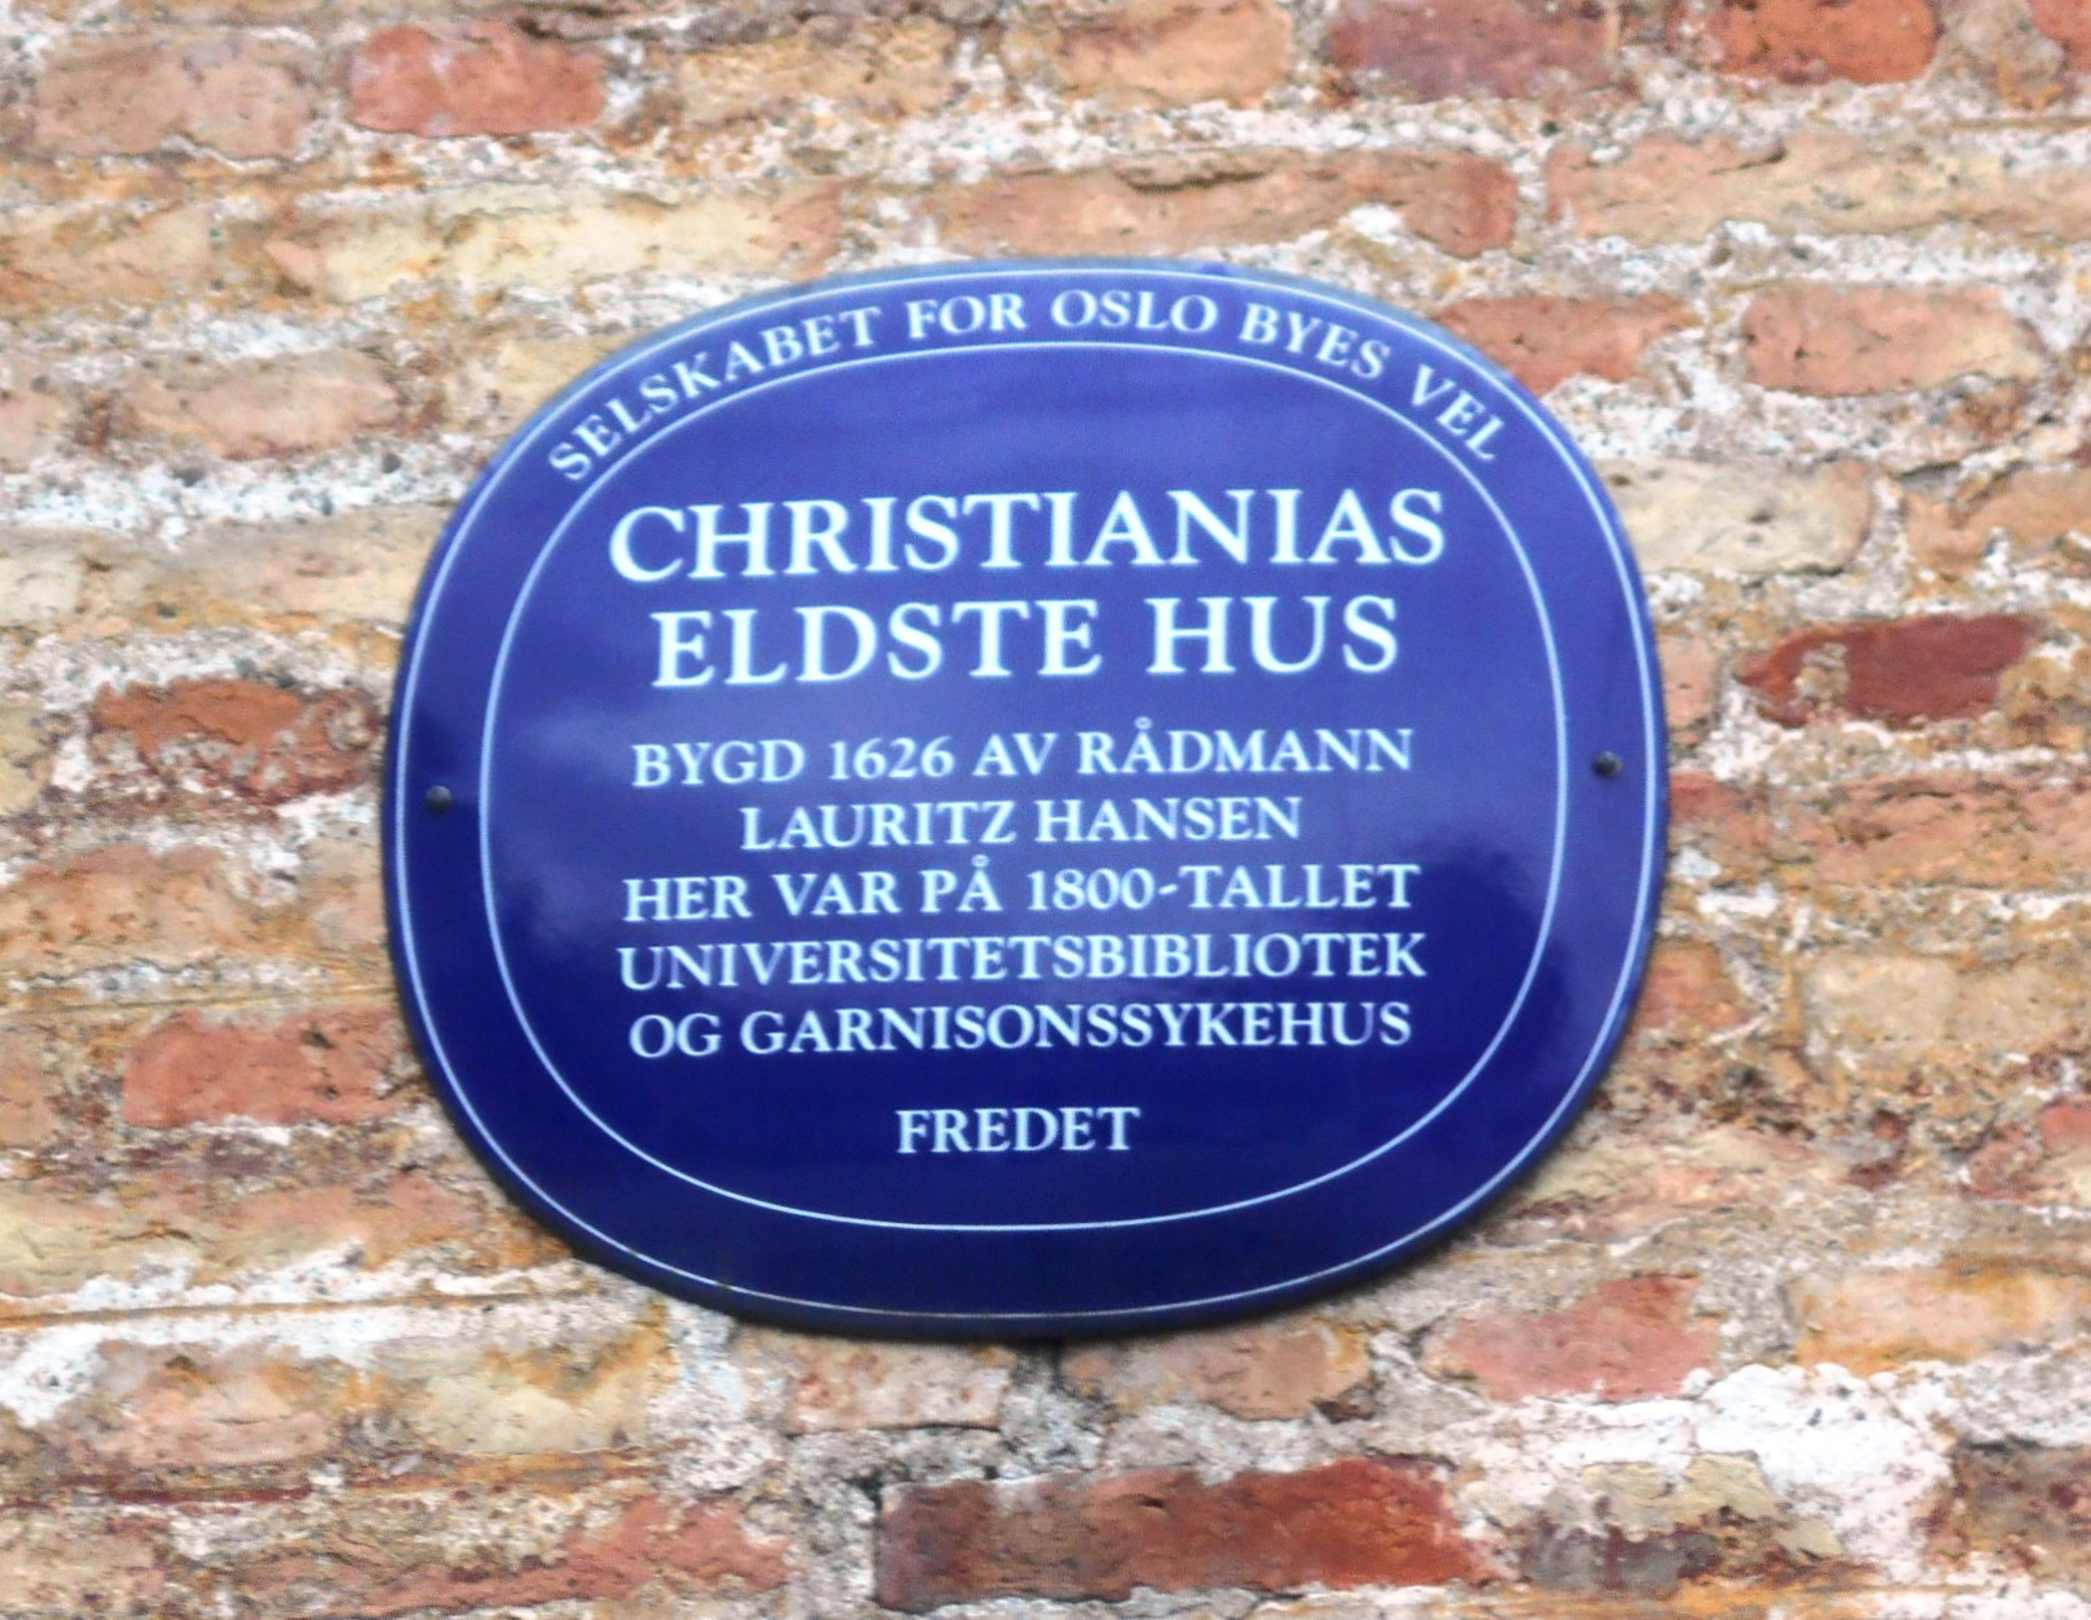 SELSKABET FOR OSLO BYES VEL
CHRISTIANIAS
ELDSTE HUS
BYGD 1626 AV RÅDMANN
LAURITZ HANSEN
HER VAR PÅ 1800-TALLET
UNIVERSITETSBIBLIOTEK
OG GARNISONSSYKEHUS
FREDET